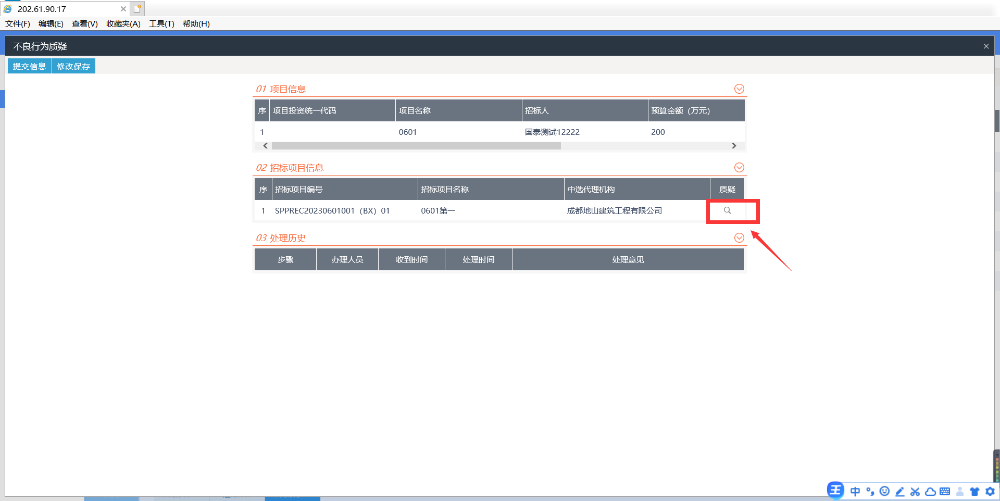 202.61.90.17
文件(F) 编辑(E) 查看(V) 收藏夹(A) 工具(T) 帮助(H)
不良行为质疑
提交信息 修改保存
01 项目信息
序 项目投资统一代码 项目名称 招标人 预算金额（万元）
1 0601 国泰测试12222 200
02 招标项目信息
序 招标项目编号 招标项目名称 中选代理机构 质疑
1 SPPREC20230601001（BX）01 0601第一 成都地山建筑工程有限公司
03 处理历史
步骤 办理人员 收到时间 处理时间 处理意见
王 中